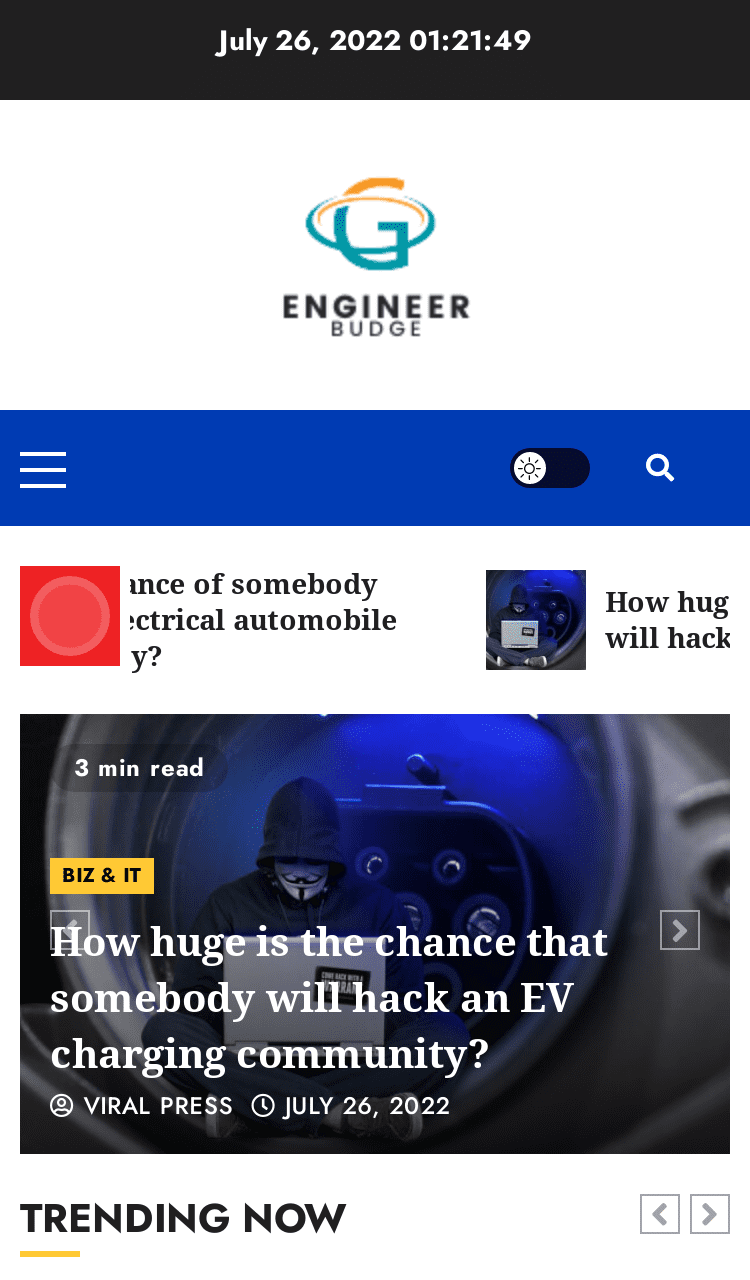 July 26, 2022 01:21:49
ENGINEER
BUDGE
ance of somebody
ectrical automobile
y?
How hug
will hack
3 min read
BIZ & IT
How huge is the chance that
somebody will hack an EV
charging community?
VIRAL PRESS JULY 26, 2022
TRENDING NOW